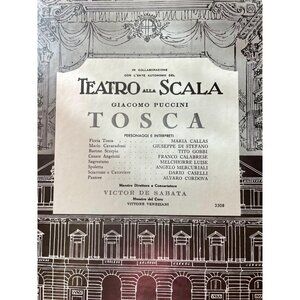 IN COLLABORAZIONE
CON L'ENTE AUTONOMO DEL
TEATRO ALLA SCALA
GIACOMO PUCCINI
TOSCA
PERSONAGGI E INTERPRETI
Floria Tosca MARIA CALLAS
Mario Cavaradossi GIUSEPPE DI STEFANO
Barone Scarpia TITO GOBBI
Cesare Angelotti FRANCO CALABRESE
Sagrestano MELCHIORRE LUISE
Spoletta ANGELO MERCURIALI
Sciarrone e Carceriere DARIO CASELLI
Pastore ALVARO CORDOVA
Maestro Direttore e Concertatore
VICTOR DE SABATA
Maestro del Coro
VITTORE VENEZIANI
2508